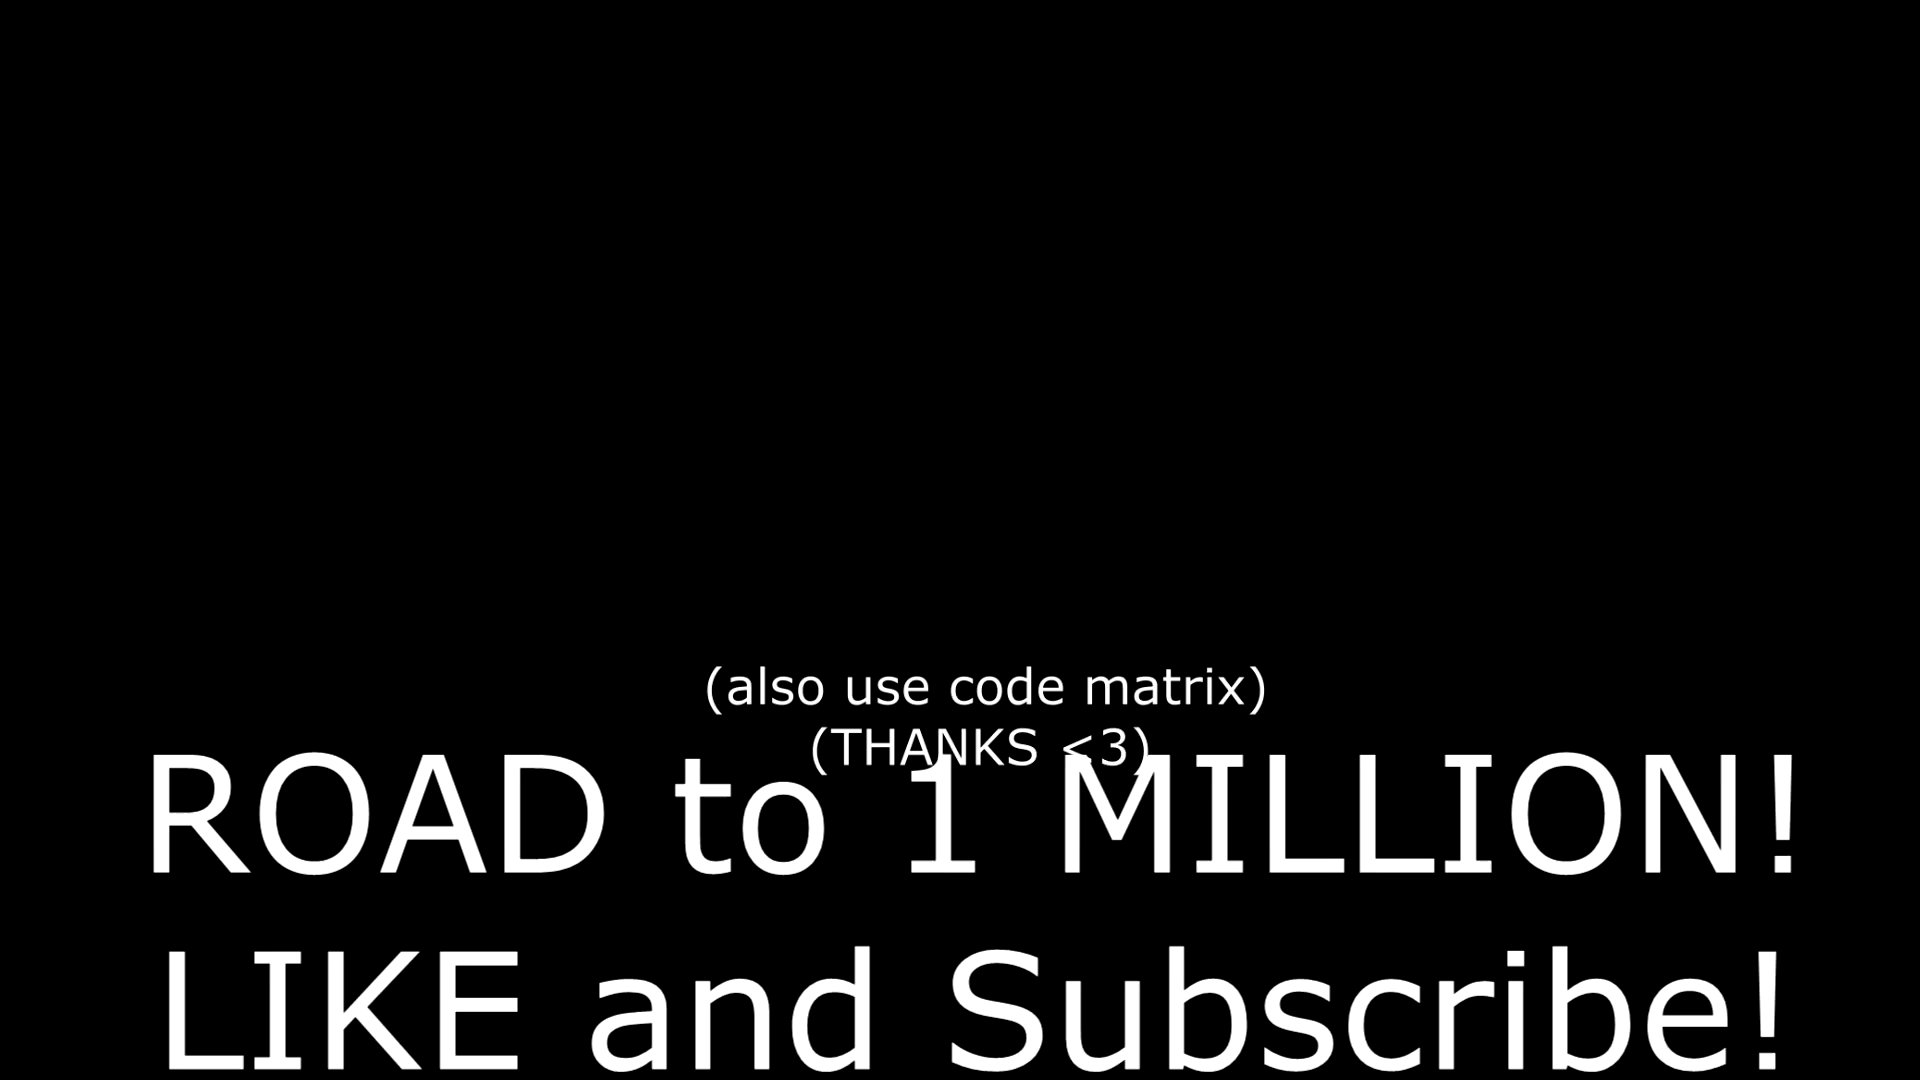 (also use code matrix)
(THANKS <3)
ROAD to 1 MILLION!
LIKE and Subscribe!